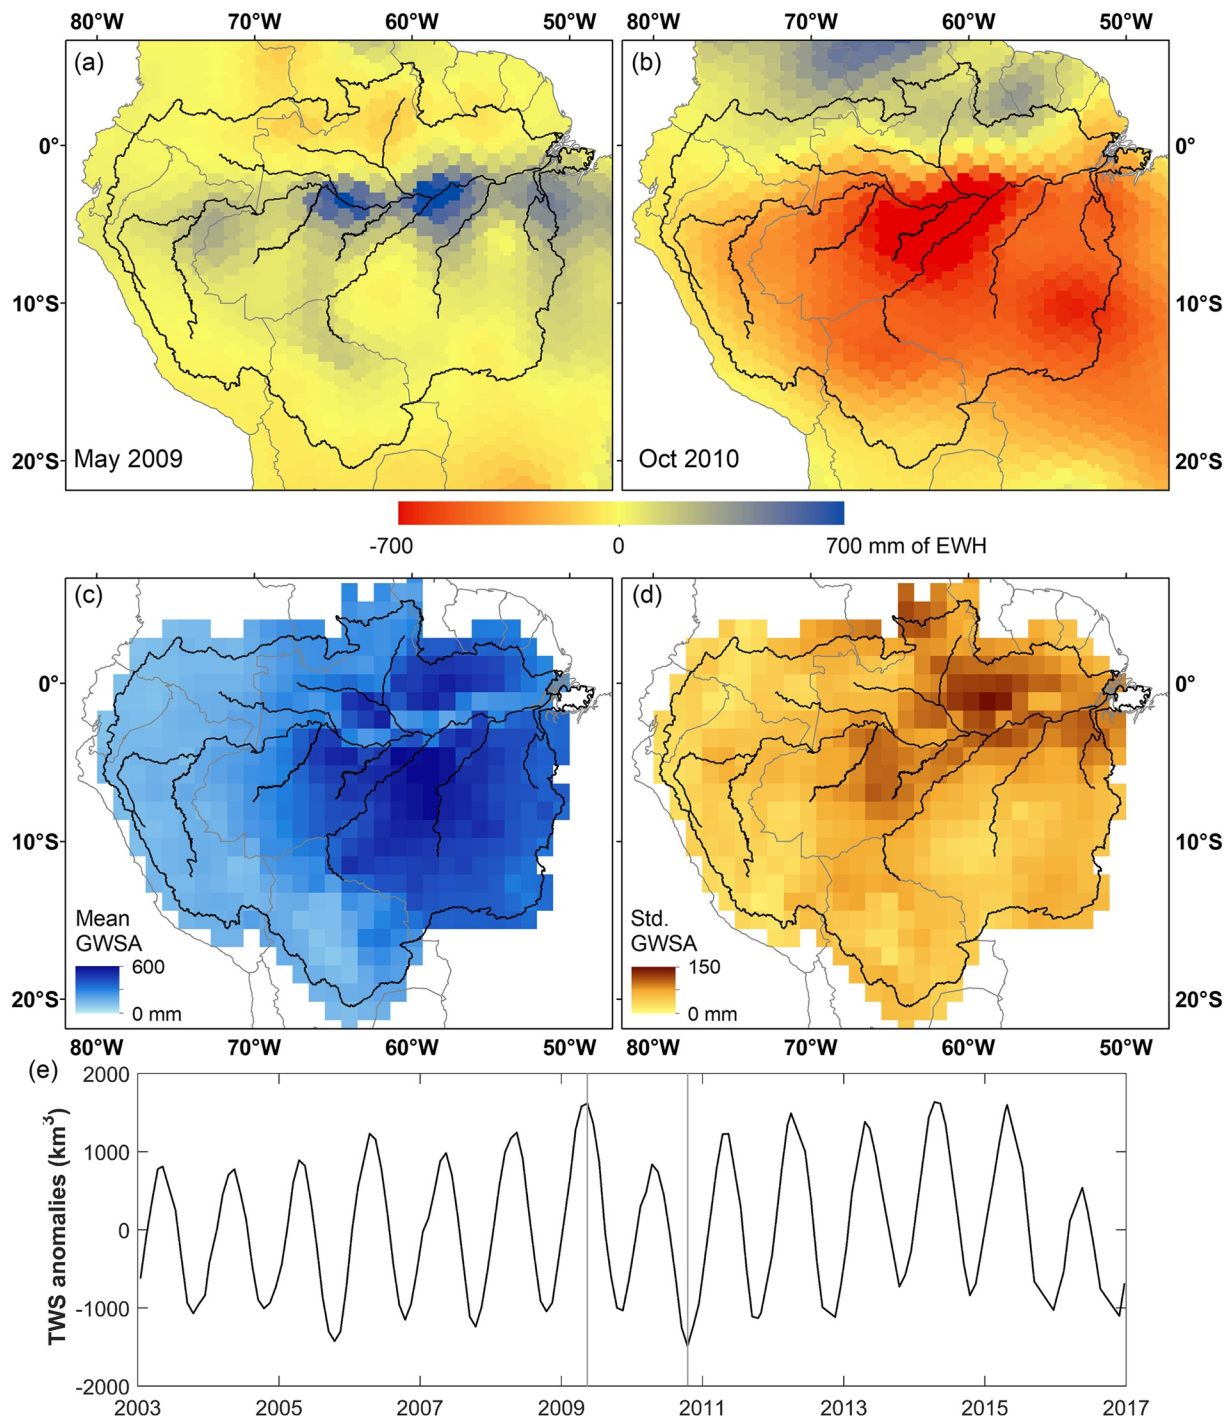 80°W 70°W 60°W 50°W 80°W 70°W 60°W 50°W
(a) (b)
0° 0°
10°S 10°S
20°S 20°S
May 2009 Oct 2010
-700 0 700 mm of EWH
(c) (d)
0° 0°
10°S 10°S
Mean
GWSA
600
0 mm
Std.
GWSA
150
0 mm
20°S 20°S
80°W 70°W 60°W 50°W 80°W 70°W 60°W 50°W
(e)
TWS anomalies (km³)
2000
1000
0
-1000
-2000
2003 2005 2007 2009 2011 2013 2015 2017